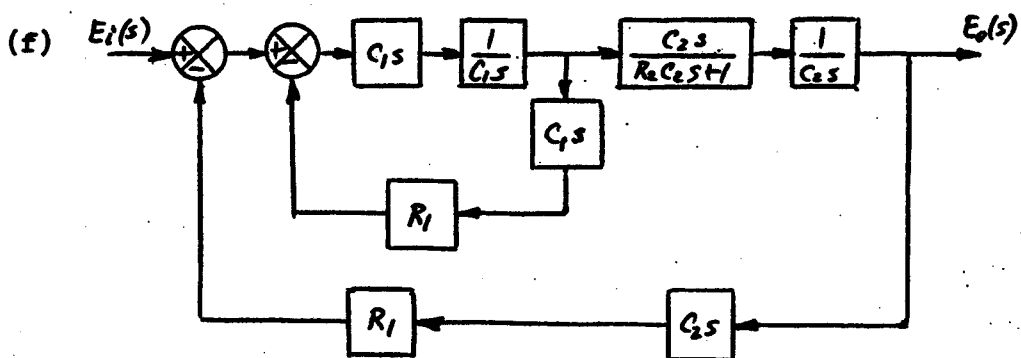 (f) Ei(s) + - + - C₁s 1/C₁s C₂s/R₂C₂s+1 1/C₂s Eo(s)
C₁s
R₁
R₁ C₂s